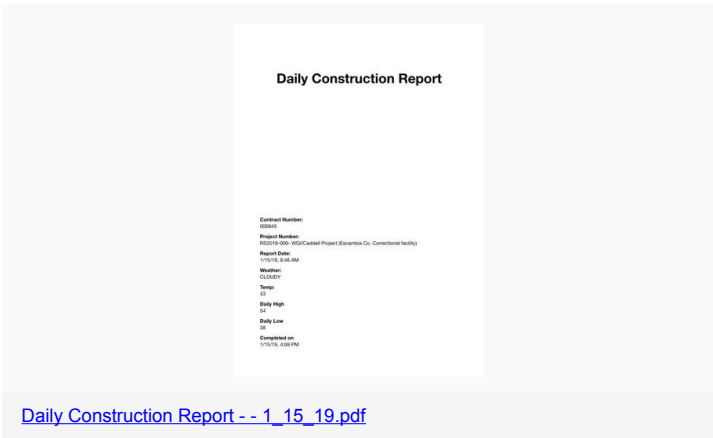 Daily Construction Report
Contract Number:
000640
Project Number:
RS2018-006- WGI/Caddell Project (Escambia Co. Correctional facility)
Report Date:
1/15/19, 8:46 AM
Weather:
CLOUDY
Temp:
43
Daily High
54
Daily Low
38
Completed on
1/15/19, 4:09 PM
Daily Construction Report - - 1_15_19.pdf